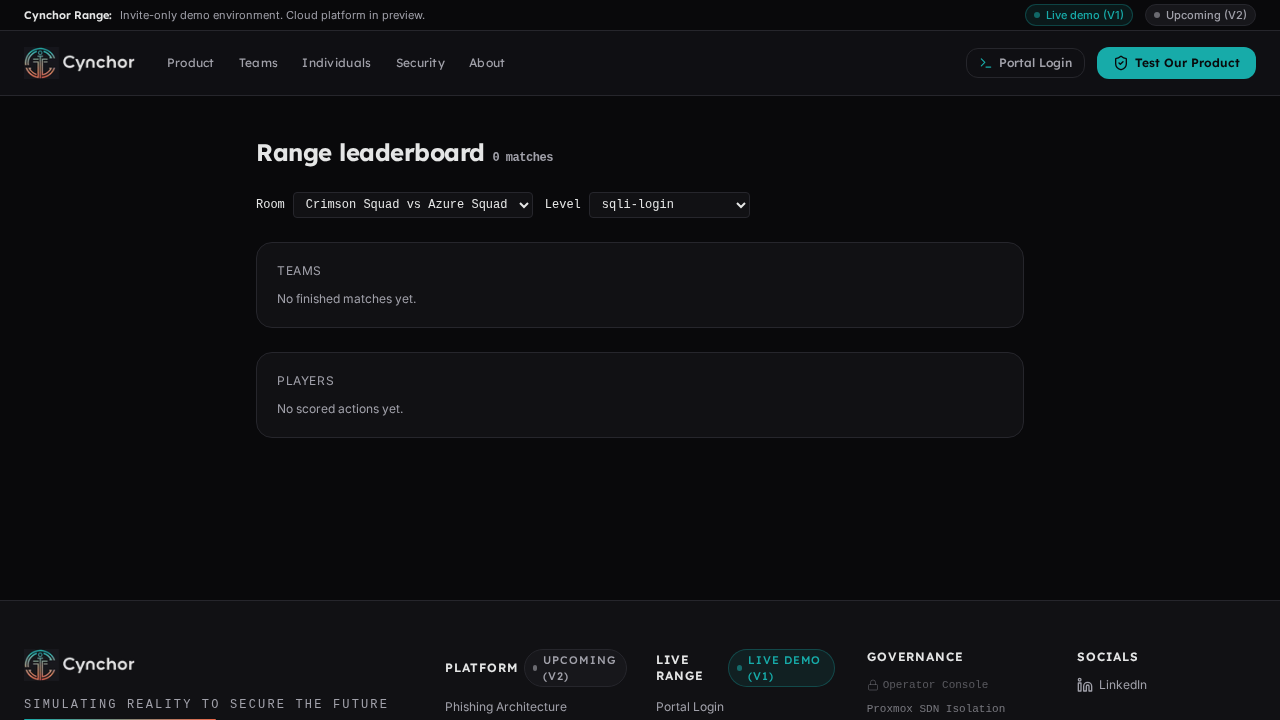 Cynchor Range: Invite-only demo environment. Cloud platform in preview.
Live demo (V1)
Upcoming (V2)
Cynchor
Product
Teams
Individuals
Security
About
Portal Login
Test Our Product
Range leaderboard 0 matches
Room Crimson Squad vs Azure Squad Level sqli-login
TEAMS
No finished matches yet.
PLAYERS
No scored actions yet.
Cynchor
SIMULATING REALITY TO SECURE THE FUTURE
PLATFORM
UPCOMING
(V2)
Phishing Architecture
LIVE
RANGE
LIVE DEMO
(V1)
Portal Login
GOVERNANCE
Operator Console
Proxmox SDN Isolation
SOCIALS
LinkedIn